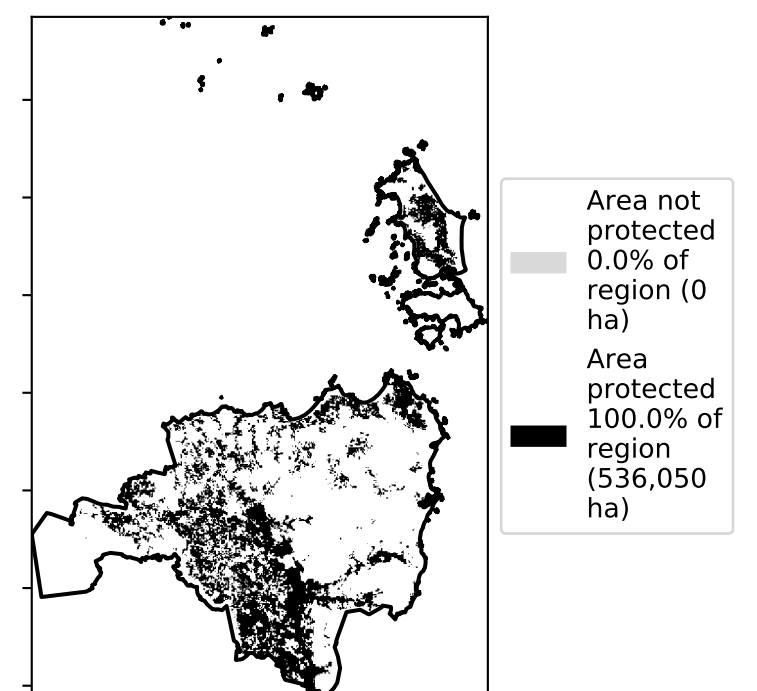 Area not
protected
0.0% of
region (0
ha)
Area
protected
100.0% of
region
(536,050
ha)